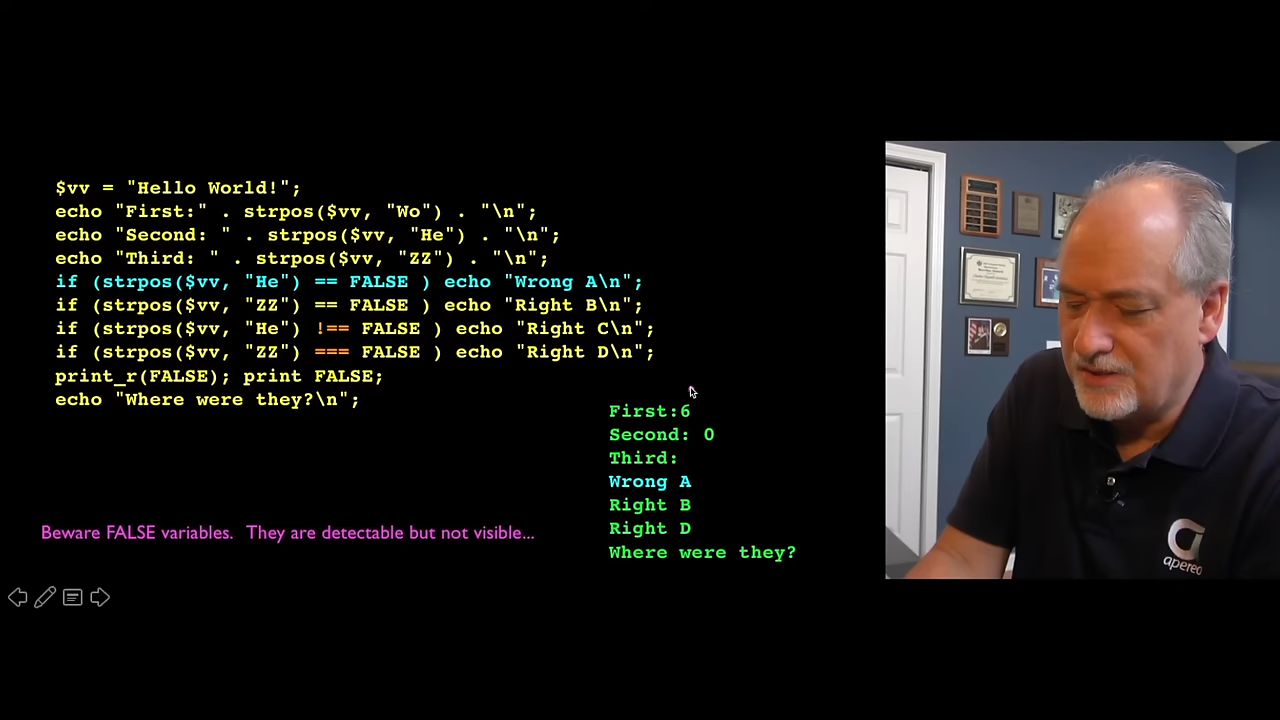 $vv = "Hello World!";
echo "First:" . strpos($vv, "Wo") . "\n";
echo "Second: " . strpos($vv, "He") . "\n";
echo "Third: " . strpos($vv, "ZZ") . "\n";
if (strpos($vv, "He") == FALSE ) echo "Wrong A\n";
if (strpos($vv, "ZZ") == FALSE ) echo "Right B\n";
if (strpos($vv, "He") !== FALSE ) echo "Right C\n";
if (strpos($vv, "ZZ") === FALSE ) echo "Right D\n";
print_r(FALSE); print FALSE;
echo "Where were they?\n";
First:6
Second: 0
Third:
Wrong A
Right B
Right D
Where were they?
Beware FALSE variables. They are detectable but not visible...
apereo